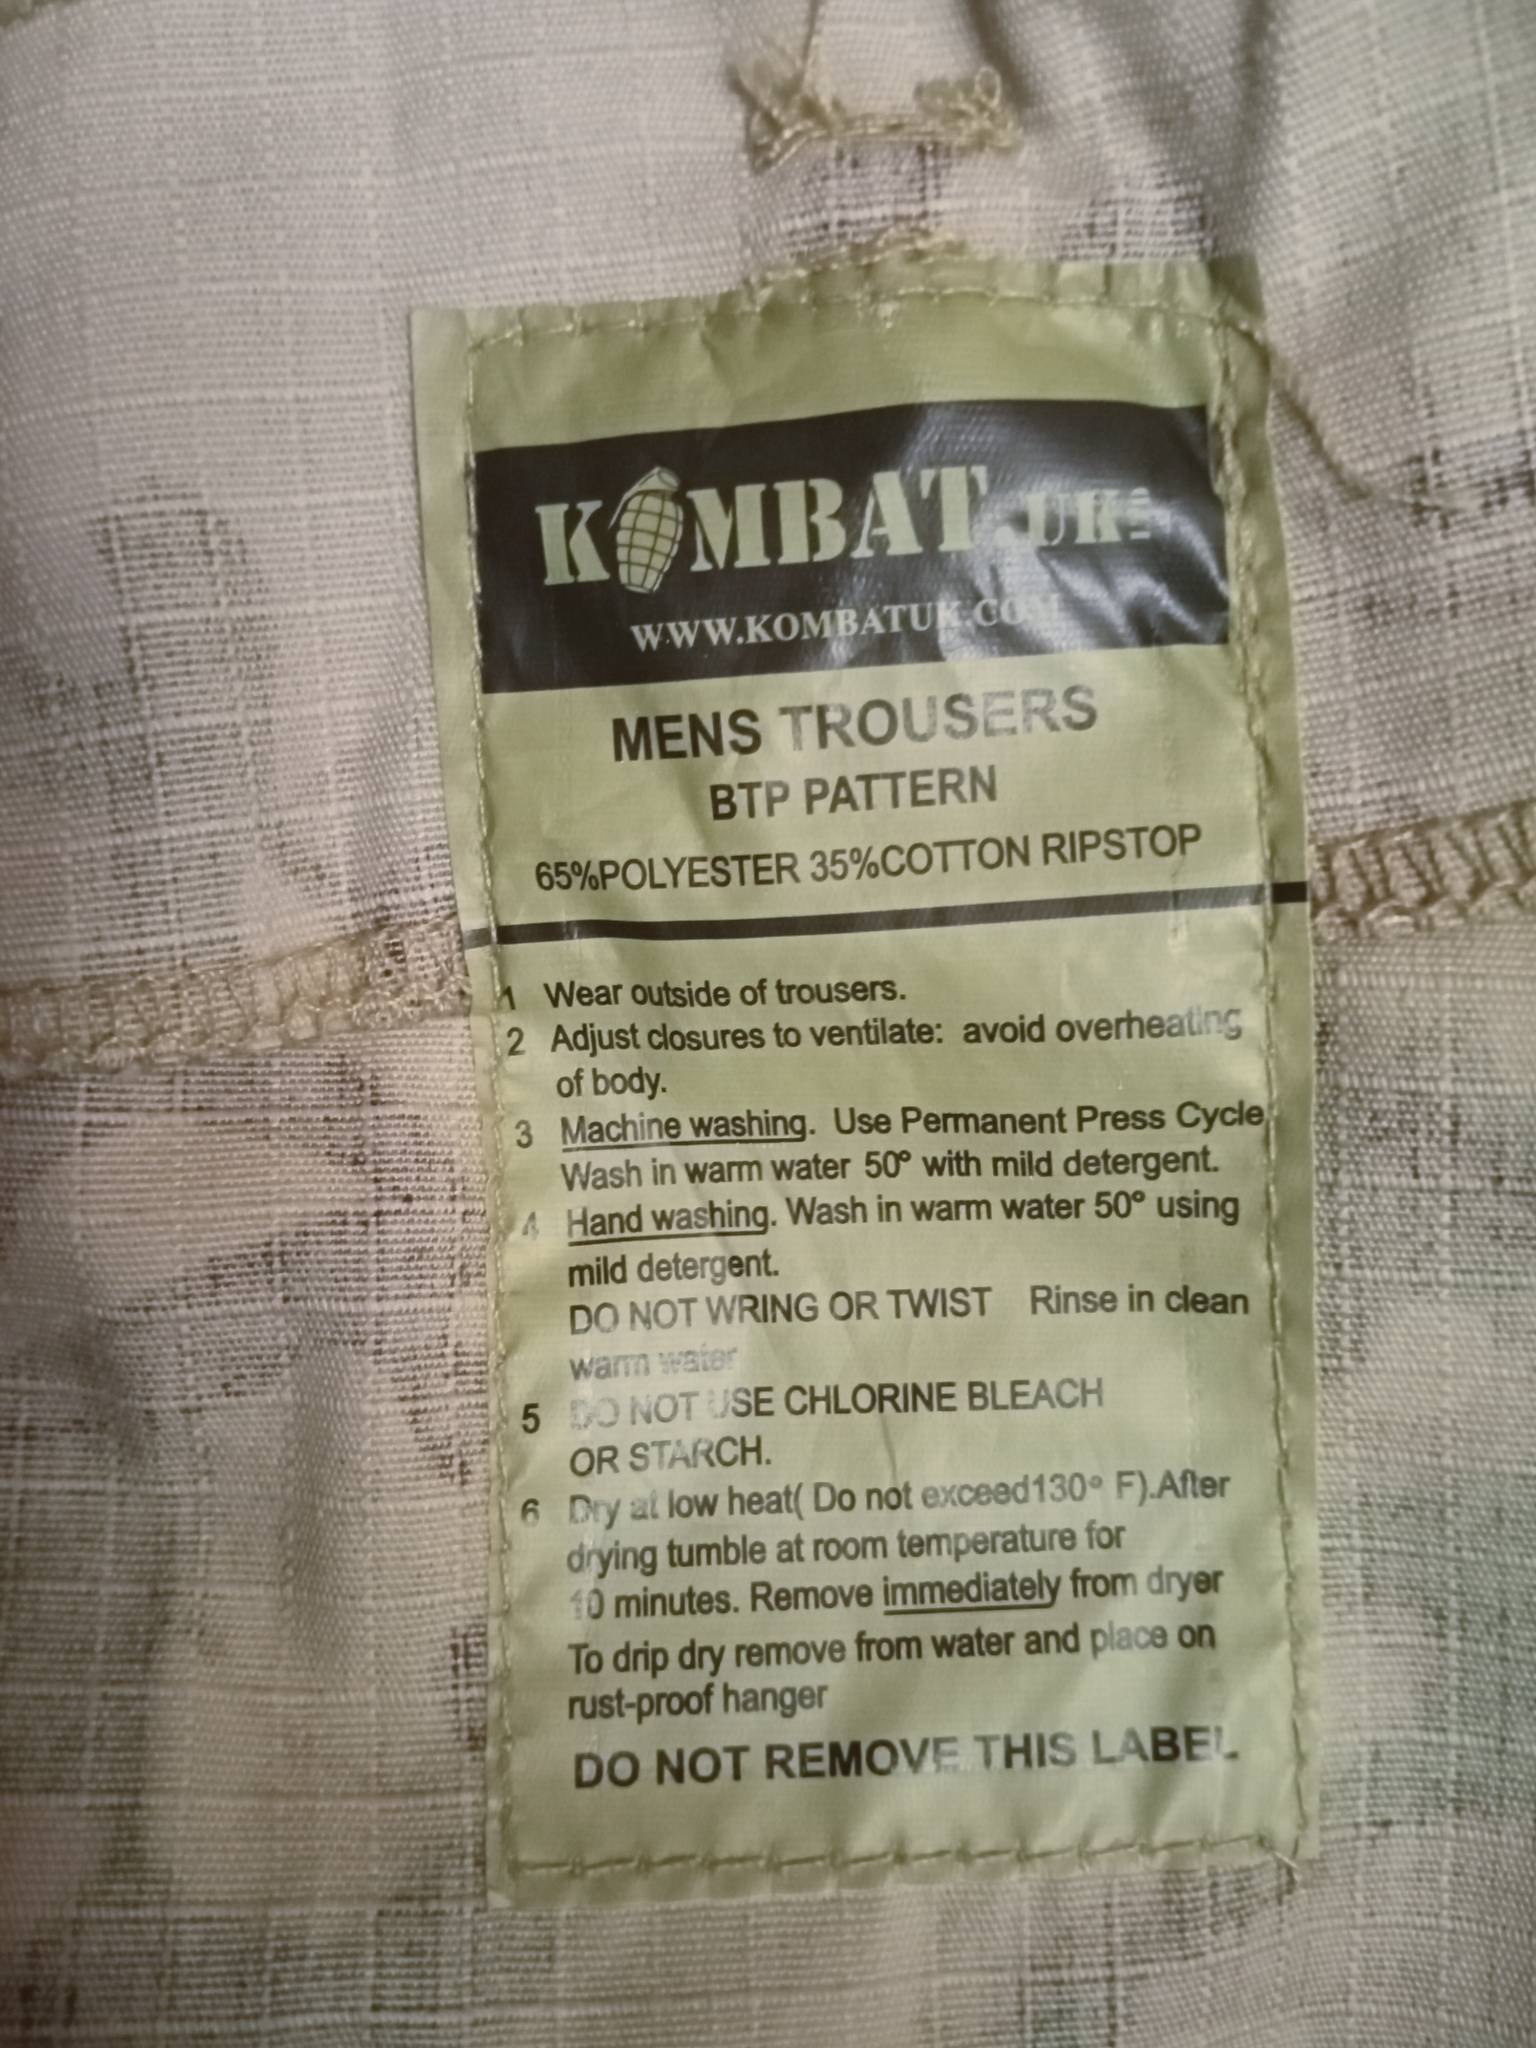 KOMBAT.UK LTD
WWW.KOMBATUK.COM
MENS TROUSERS
BTP PATTERN
65%POLYESTER 35%COTTON RIPSTOP
1 Wear outside of trousers.
2 Adjust closures to ventilate: avoid overheating
of body.
3 Machine washing. Use Permanent Press Cycle
Wash in warm water 50° with mild detergent.
4 Hand washing. Wash in warm water 50° using
mild detergent.
DO NOT WRING OR TWIST Rinse in clean
warm water
5 DO NOT USE CHLORINE BLEACH
OR STARCH.
6 Dry at low heat( Do not exceed130° F).After
drying tumble at room temperature for
10 minutes. Remove immediately from dryer
To drip dry remove from water and place on
rust-proof hanger
DO NOT REMOVE THIS LABEL